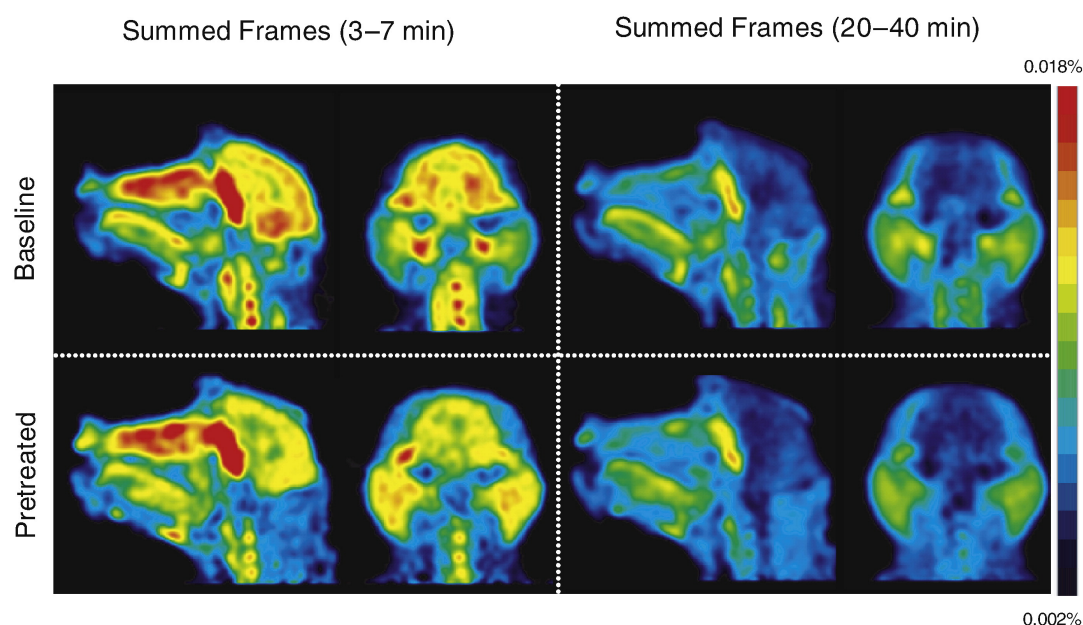 Summed Frames (3–7 min)
Summed Frames (20–40 min)
0.018%
Baseline
Pretreated
0.002%